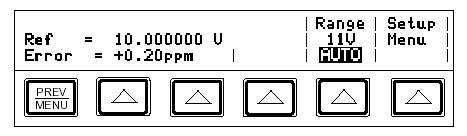 | Range | Setup |
Ref = 10.000000 V | 11V | Menu |
Error = +0.20ppm | | AUTO | |
PREV
MENU